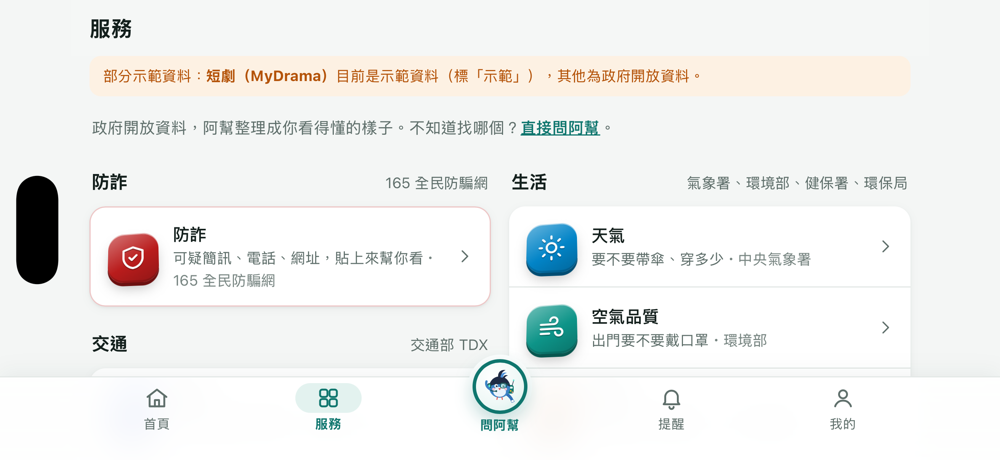 服務
部分示範資料：短劇（MyDrama）目前是示範資料（標「示範」），其他為政府開放資料。
政府開放資料，阿幫整理成你看得懂的樣子。不知道找哪個？直接問阿幫。
防詐
165 全民防騙網
防詐
可疑簡訊、電話、網址，貼上來幫你看·
165 全民防騙網
交通
交通部 TDX
生活
氣象署、環境部、健保署、環保局
天氣
要不要帶傘、穿多少·中央氣象署
空氣品質
出門要不要戴口罩·環境部
首頁
服務
問阿幫
提醒
我的